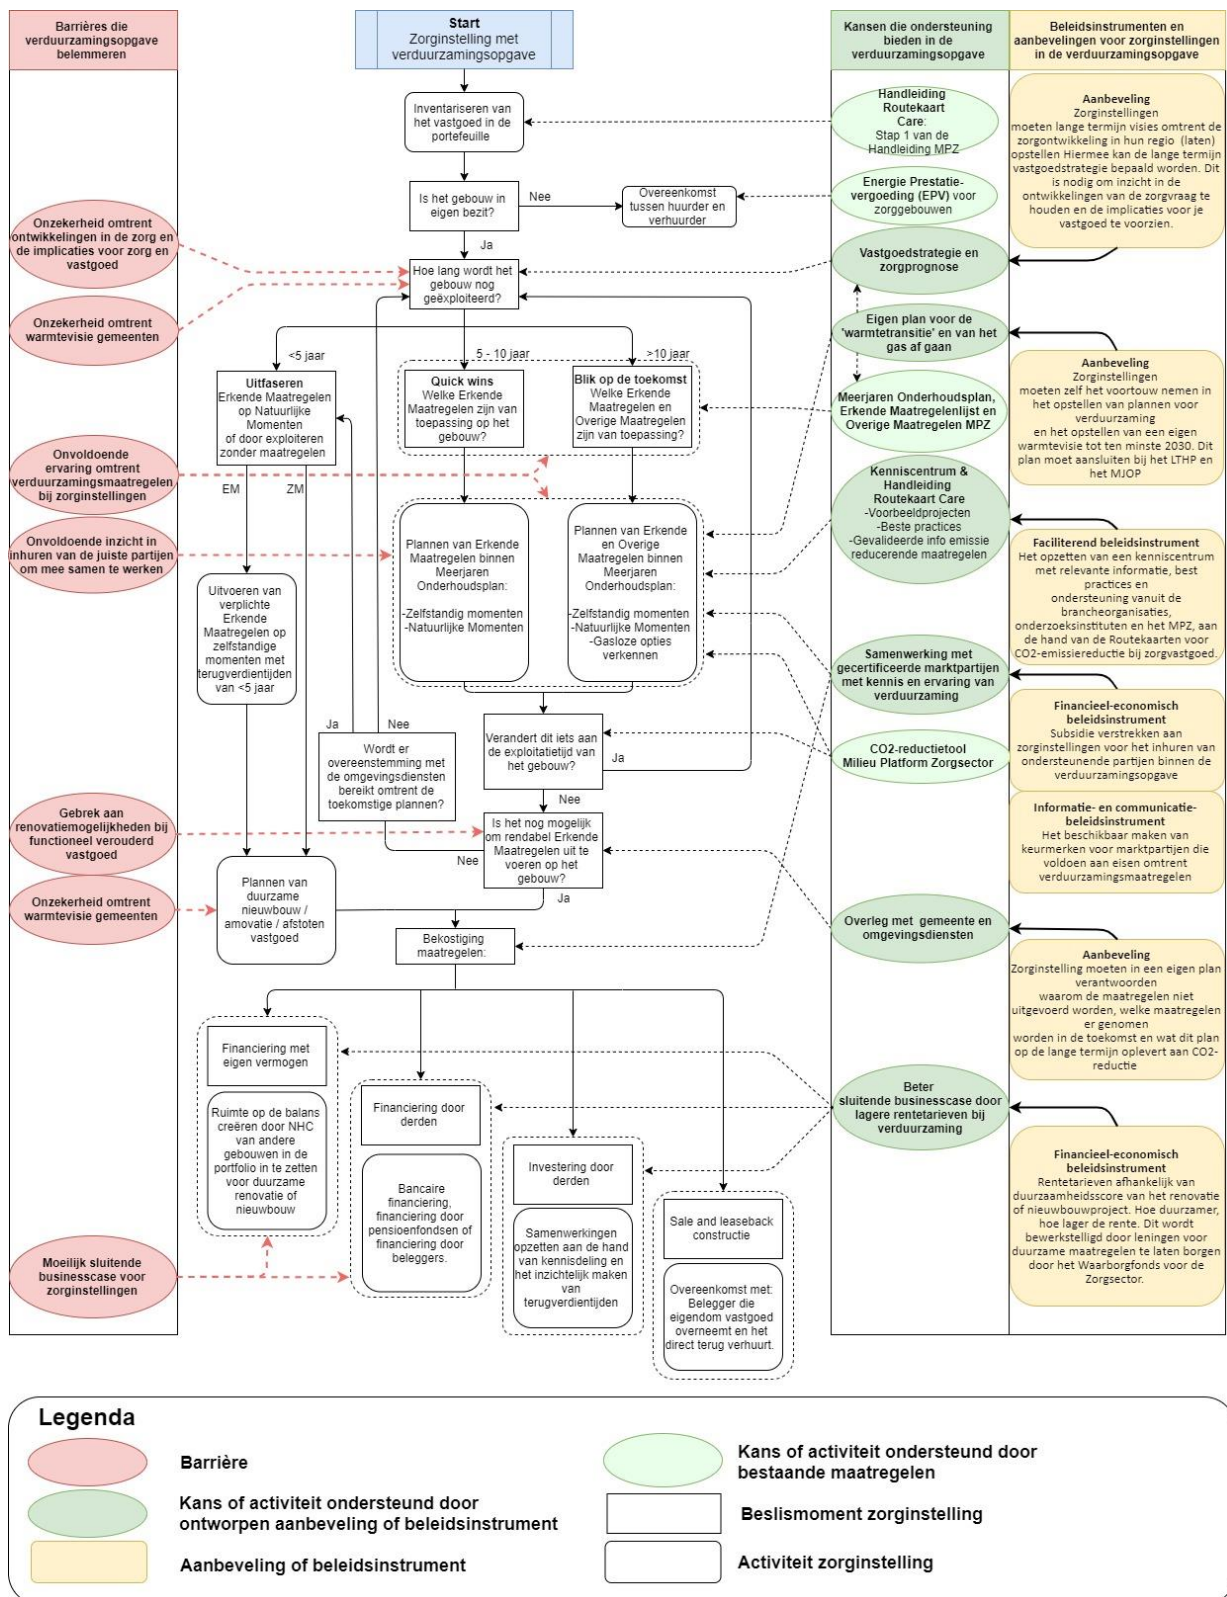 Barrières die
verduurzamingsopgave
belemmeren
Start
Zorginstelling met
verduurzamingsopgave
Kansen die ondersteuning
bieden in de
verduurzamingsopgave
Beleidsinstrumenten en
aanbevelingen voor zorginstellingen
in de verduurzamingsopgave
Inventariseren van
het vastgoed in de
portefeuille
Is het gebouw in
eigen bezit?
Nee
Overeenkomst
tussen huurder en
verhuurder
Ja
Hoe lang wordt het
gebouw nog
geëxploiteerd?
<5 jaar
5 - 10 jaar
>10 jaar
Uitfaseren
Erkende Maatregelen
op Natuurlijke
Momenten
of door exploiteren
zonder maatregelen
Quick wins
Welke Erkende
Maatregelen zijn van
toepassing op het
gebouw?
Blik op de toekomst
Welke Erkende
Maatregelen en
Overige Maatregelen
zijn van toepassing?
EM
ZM
Uitvoeren van
verplichte
Erkende
Maatregelen op
zelfstandige
momenten met
terugverdientijden
van <5 jaar
Plannen van Erkende
Maatregelen binnen
Meerjaren
Onderhoudsplan:
-Zelfstandig momenten
-Natuurlijke Momenten
Plannen van Erkende
en Overige
Maatregelen binnen
Meerjaren
Onderhoudsplan:
-Zelfstandig momenten
-Natuurlijke Momenten
-Gasloze opties
verkennen
Ja
Nee
Wordt er
overeenstemming met
de omgevingsdiensten
bereikt omtrent de
toekomstige plannen?
Verandert dit iets aan
de exploitatietijd van
het gebouw?
Ja
Nee
Is het nog mogelijk
om rendabel Erkende
Maatregelen uit te
voeren op het
gebouw?
Nee
Ja
Plannen van
duurzame
nieuwbouw /
amovatie / afstoten
vastgoed
Bekostiging
maatregelen:
Financiering met
eigen vermogen
Ruimte op de balans
creëren door NHC
van andere
gebouwen in de
portfolio in te zetten
voor duurzame
renovatie of
nieuwbouw
Financiering door
derden
Bancaire
financiering,
financiering door
pensioenfondsen of
financiering door
beleggers.
Investering door
derden
Samenwerkingen
opzetten aan de hand
van kennisdeling en
het inzichtelijk maken
van
terugverdientijden
Sale and leaseback
constructie
Overeenkomst met:
Belegger die
eigendom vastgoed
overneemt en het
direct terug verhuurt.
Onzekerheid omtrent
ontwikkelingen in de zorg en
de implicaties voor zorg en
vastgoed
Onzekerheid omtrent
warmtevisie gemeenten
Onvoldoende
ervaring omtrent
verduurzamingsmaatregelen
bij zorginstellingen
Onvoldoende inzicht in
inhuren van de juiste partijen
om mee samen te werken
Gebrek aan
renovatiemogelijkheden bij
functioneel verouderd
vastgoed
Onzekerheid omtrent
warmtevisie gemeenten
Moeilijk sluitende
businesscase voor
zorginstellingen
Handleiding
Routekaart
Care:
Stap 1 van de
Handleiding MPZ
Energie Prestatie-
vergoeding (EPV) voor
zorggebouwen
Vastgoedstrategie en
zorgprognose
Eigen plan voor de
'warmtetransitie' en van het
gas af gaan
Meerjaren Onderhoudsplan,
Erkende Maatregelenlijst en
Overige Maatregelen MPZ
Kenniscentrum &
Handleiding
Routekaart Care
-Voorbeeldprojecten
-Beste practices
-Gevalideerde info emissie
reducerende maatregelen
Samenwerking met
gecertificeerde marktpartijen
met kennis en ervaring van
verduurzaming
CO2-reductietool
Milieu Platform Zorgsector
Overleg met gemeente en
omgevingsdiensten
Beter
sluitende businesscase door
lagere rentetarieven bij
verduurzaming
Aanbeveling
Zorginstellingen
moeten lange termijn visies omtrent de
zorgontwikkeling in hun regio (laten)
opstellen Hiermee kan de lange termijn
vastgoedstrategie bepaald worden. Dit
is nodig om inzicht in de
ontwikkelingen van de zorgvraag te
houden en de implicaties voor je
vastgoed te voorzien.
Aanbeveling
Zorginstellingen
moeten zelf het voortouw nemen in
het opstellen van plannen voor
verduurzaming
en het opstellen van een eigen
warmtevisie tot ten minste 2030. Dit
plan moet aansluiten bij het LTHP en
het MJOP
Faciliterend beleidsinstrument
Het opzetten van een kenniscentrum
met relevante informatie, best
practices en
ondersteuning vanuit de
brancheorganisaties,
onderzoeksinstituten en het MPZ, aan
de hand van de Routekaarten voor
CO2-emissiereductie bij zorgvastgoed.
Financieel-economisch
beleidsinstrument
Subsidie verstrekken aan
zorginstellingen voor het inhuren van
ondersteunende partijen binnen de
verduurzamingsopgave
Informatie- en communicatie-
beleidsinstrument
Het beschikbaar maken van
keurmerken voor marktpartijen die
voldoen aan eisen omtrent
verduurzamingsmaatregelen
Aanbeveling
Zorginstelling moeten in een eigen plan
verantwoorden
waarom de maatregelen niet
uitgevoerd worden, welke maatregelen
er genomen
worden in de toekomst en wat dit plan
op de lange termijn oplevert aan CO2-
reductie
Financieel-economisch
beleidsinstrument
Rentetarieven afhankelijk van
duurzaamheidsscore van het renovatie
of nieuwbouwproject. Hoe duurzamer,
hoe lager de rente. Dit wordt
bewerkstelligd door leningen voor
duurzame maatregelen te laten borgen
door het Waarborgfonds voor de
Zorgsector.
Legenda
Barrière
Kans of activiteit ondersteund door
ontworpen aanbeveling of beleidsinstrument
Aanbeveling of beleidsinstrument
Kans of activiteit ondersteund door
bestaande maatregelen
Beslismoment zorginstelling
Activiteit zorginstelling